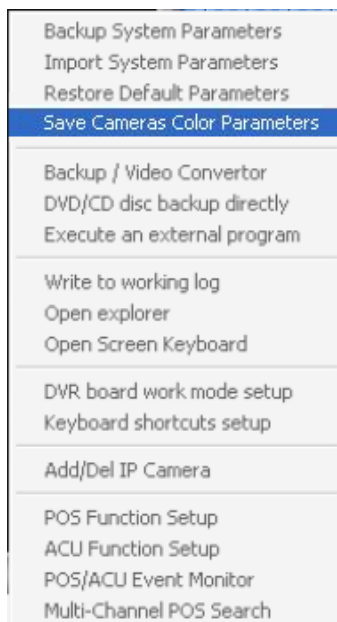 Backup System Parameters
Import System Parameters
Restore Default Parameters
Save Cameras Color Parameters
Backup / Video Convertor
DVD/CD disc backup directly
Execute an external program
Write to working log
Open explorer
Open Screen Keyboard
DVR board work mode setup
Keyboard shortcuts setup
Add/Del IP Camera
POS Function Setup
ACU Function Setup
POS/ACU Event Monitor
Multi-Channel POS Search